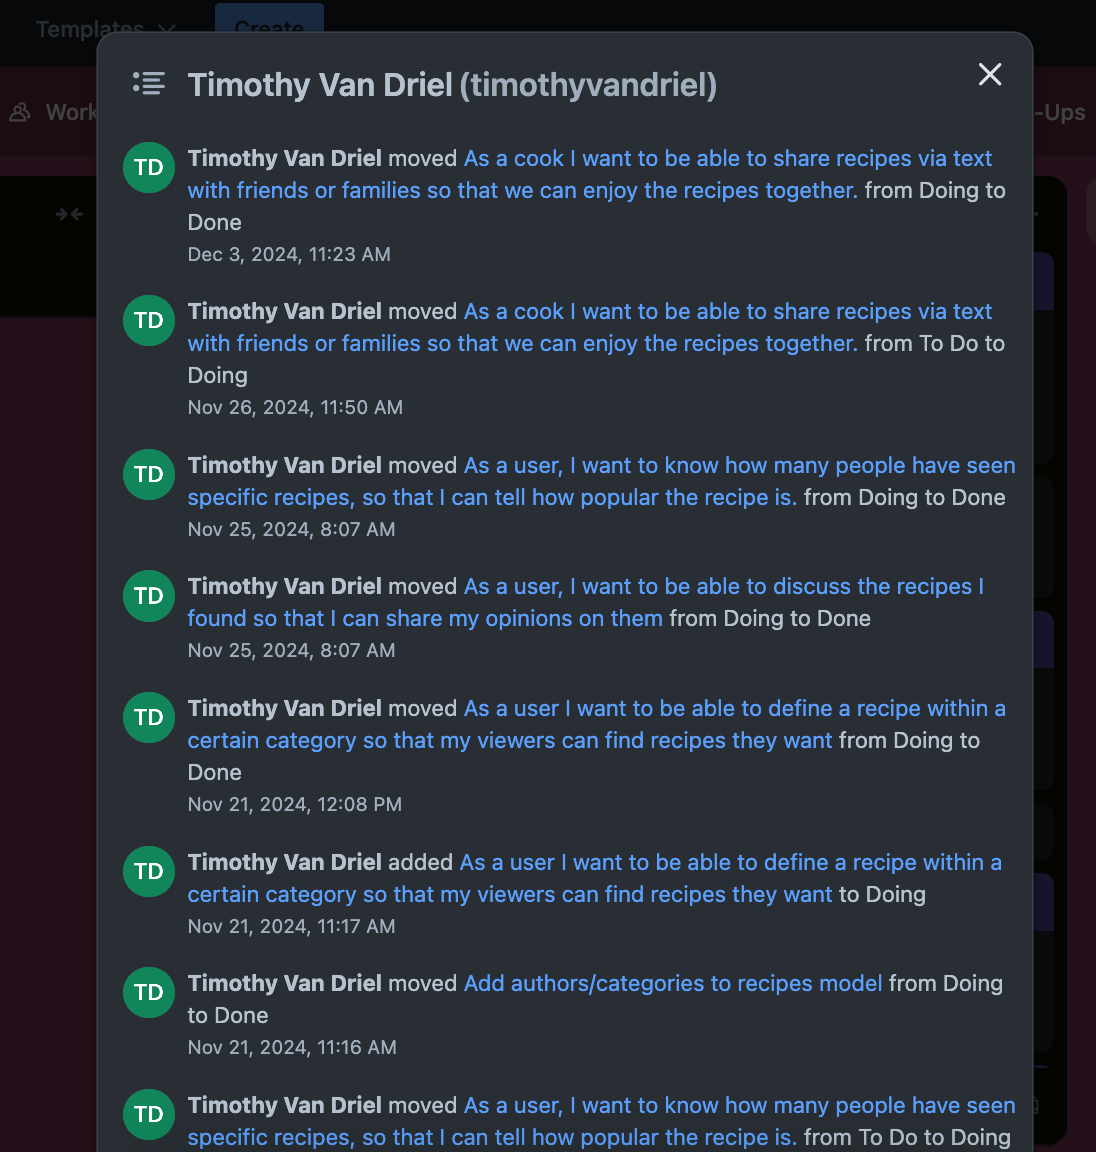 Templates
Create
Timothy Van Driel (timothyvandriel)
Work
-Ups
TD
Timothy Van Driel moved As a cook I want to be able to share recipes via text
with friends or families so that we can enjoy the recipes together. from Doing to
Done
Dec 3, 2024, 11:23 AM
TD
Timothy Van Driel moved As a cook I want to be able to share recipes via text
with friends or families so that we can enjoy the recipes together. from To Do to
Doing
Nov 26, 2024, 11:50 AM
TD
Timothy Van Driel moved As a user, I want to know how many people have seen
specific recipes, so that I can tell how popular the recipe is. from Doing to Done
Nov 25, 2024, 8:07 AM
TD
Timothy Van Driel moved As a user, I want to be able to discuss the recipes I
found so that I can share my opinions on them from Doing to Done
Nov 25, 2024, 8:07 AM
TD
Timothy Van Driel moved As a user I want to be able to define a recipe within a
certain category so that my viewers can find recipes they want from Doing to
Done
Nov 21, 2024, 12:08 PM
TD
Timothy Van Driel added As a user I want to be able to define a recipe within a
certain category so that my viewers can find recipes they want to Doing
Nov 21, 2024, 11:17 AM
TD
Timothy Van Driel moved Add authors/categories to recipes model from Doing
to Done
Nov 21, 2024, 11:16 AM
TD
Timothy Van Driel moved As a user, I want to know how many people have seen
specific recipes, so that I can tell how popular the recipe is. from To Do to Doing